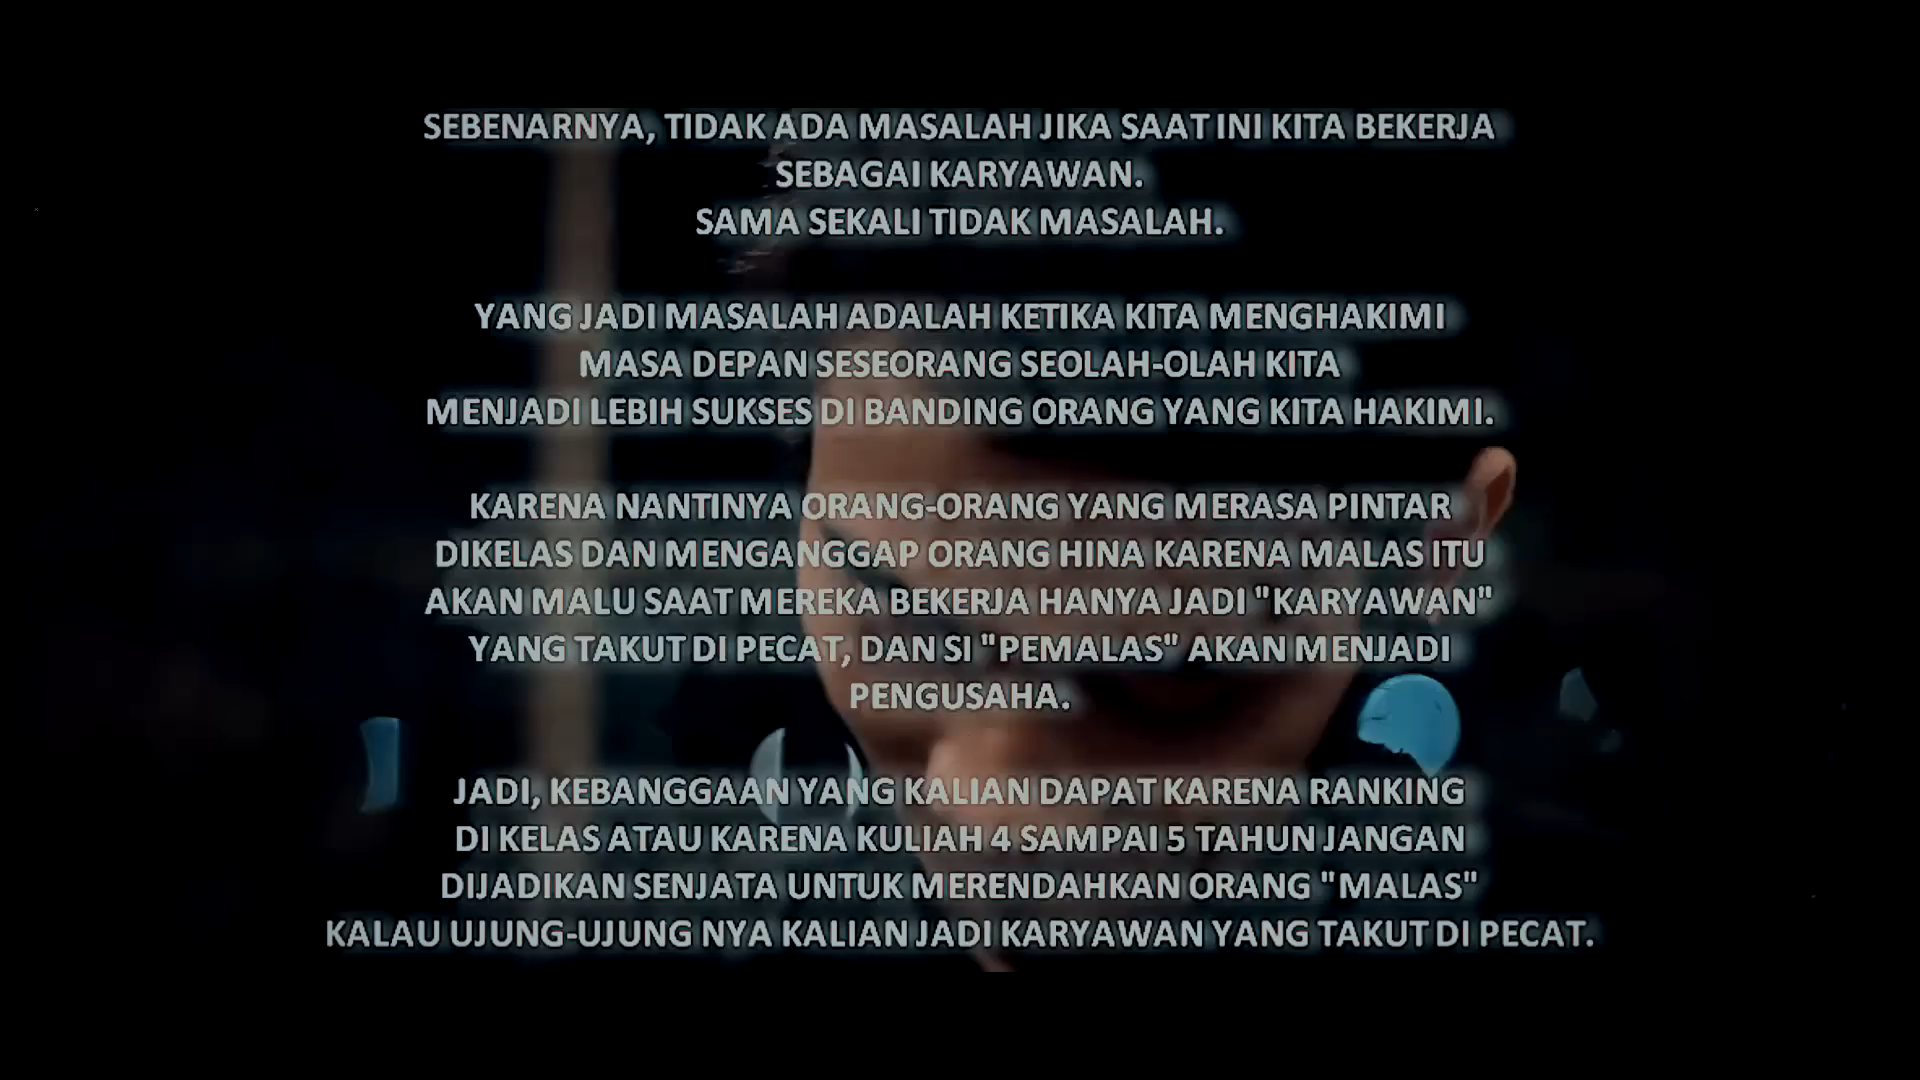 SEBENARNYA, TIDAK ADA MASALAH JIKA SAAT INI KITA BEKERJA
SEBAGAI KARYAWAN.
SAMA SEKALI TIDAK MASALAH.
YANG JADI MASALAH ADALAH KETIKA KITA MENGHAKIMI
MASA DEPAN SESEORANG SEOLAH-OLAH KITA
MENJADI LEBIH SUKSES DI BANDING ORANG YANG KITA HAKIMI.
KARENA NANTINYA ORANG-ORANG YANG MERASA PINTAR
DIKELAS DAN MENGANGGAP ORANG HINA KARENA MALAS ITU
AKAN MALU SAAT MEREKA BEKERJA HANYA JADI "KARYAWAN"
YANG TAKUT DI PECAT, DAN SI "PEMALAS" AKAN MENJADI
PENGUSAHA.
JADI, KEBANGGAAN YANG KALIAN DAPAT KARENA RANKING
DI KELAS ATAU KARENA KULIAH 4 SAMPAI 5 TAHUN JANGAN
DIJADIKAN SENJATA UNTUK MERENDAHKAN ORANG "MALAS"
KALAU UJUNG-UJUNG NYA KALIAN JADI KARYAWAN YANG TAKUT DI PECAT.